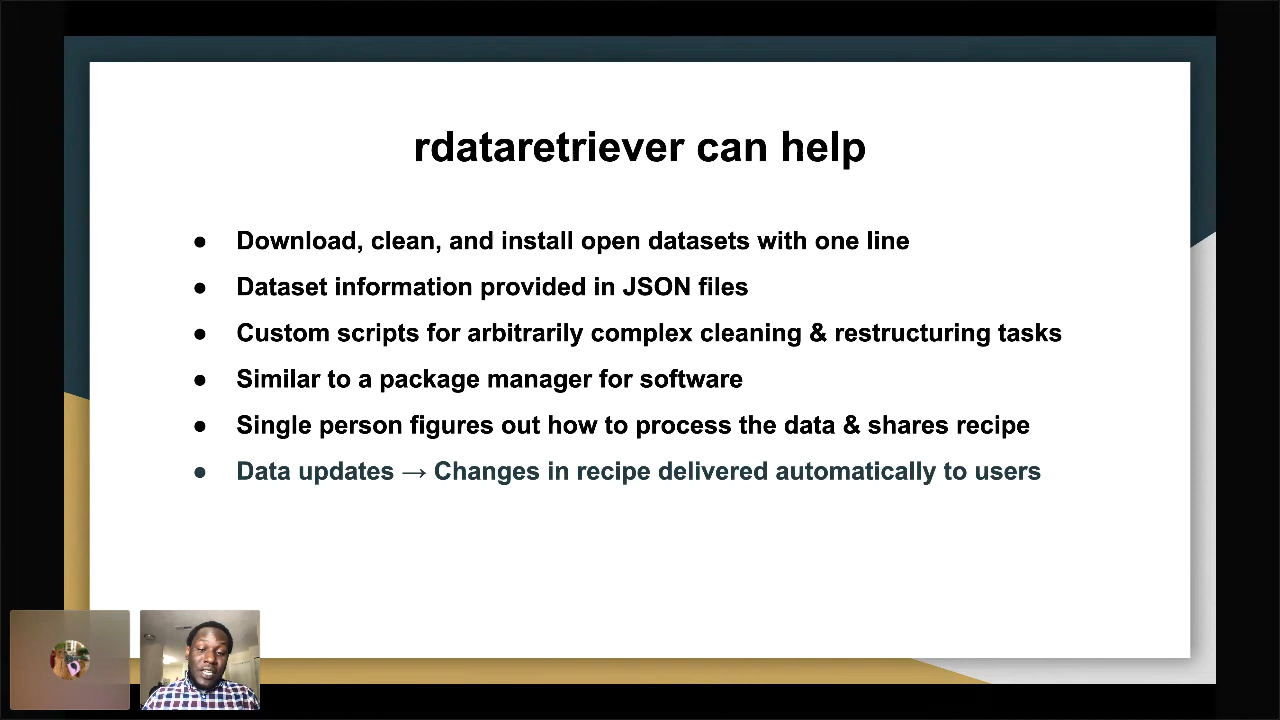 rdataretriever can help
● Download, clean, and install open datasets with one line
● Dataset information provided in JSON files
● Custom scripts for arbitrarily complex cleaning & restructuring tasks
● Similar to a package manager for software
● Single person figures out how to process the data & shares recipe
● Data updates → Changes in recipe delivered automatically to users